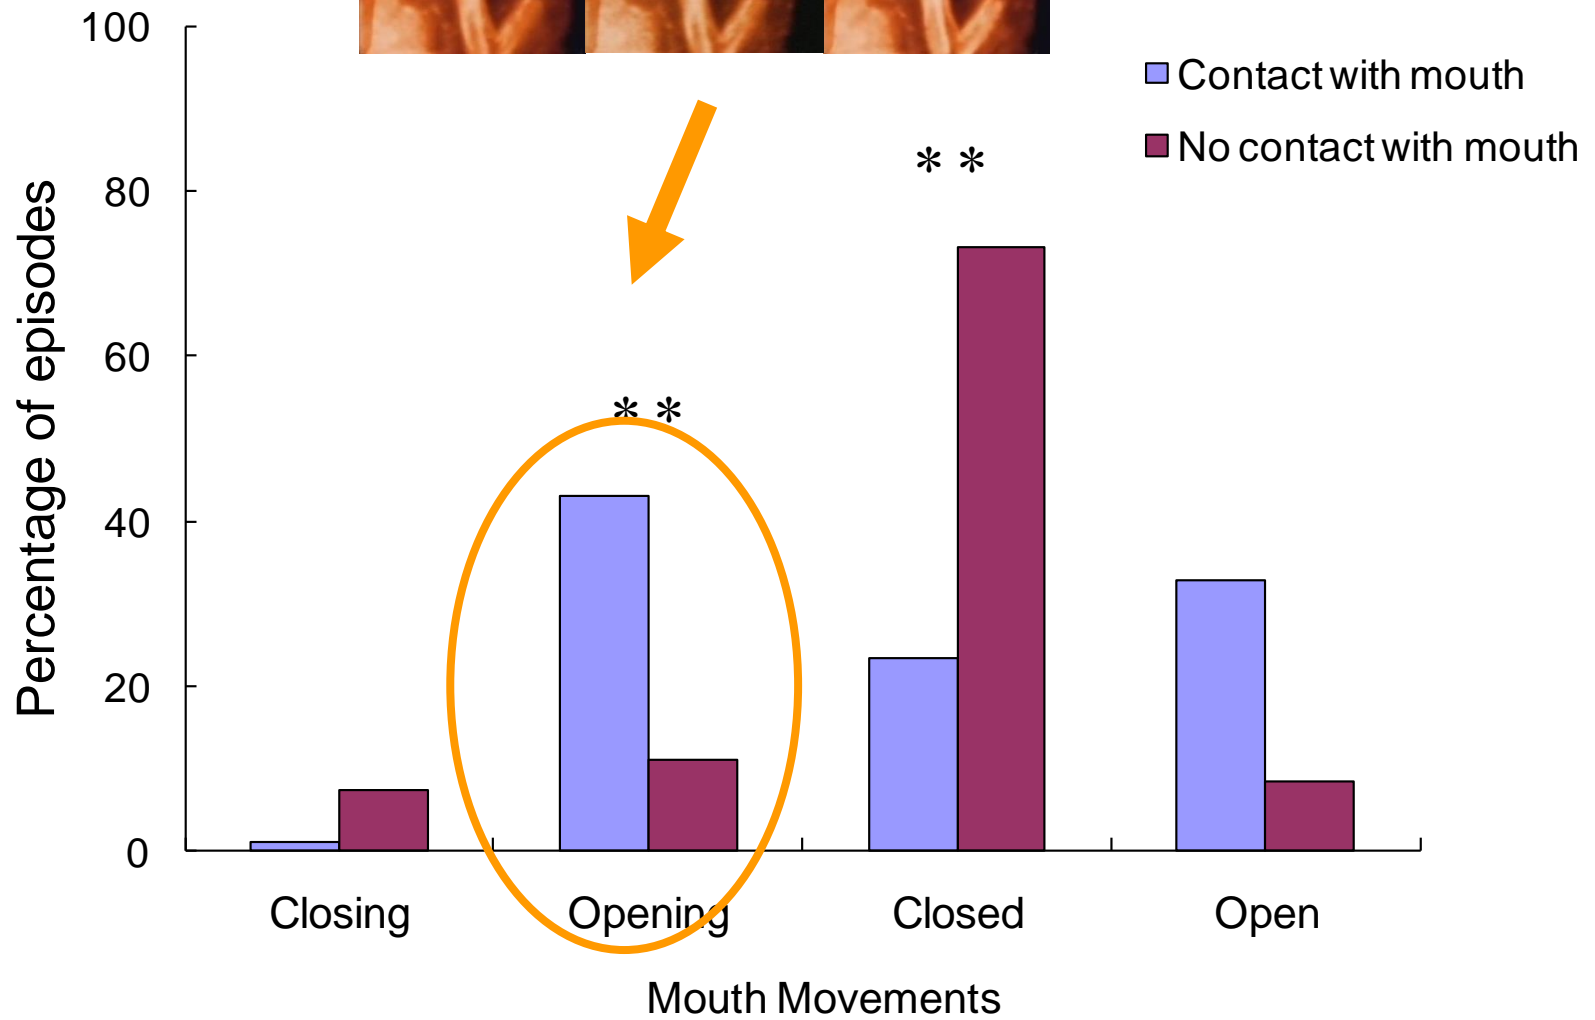 Percentage of episodes
100
80
60
40
20
0
Contact with mouth
No contact with mouth
**
**
Closing
Opening
Closed
Open
Mouth Movements